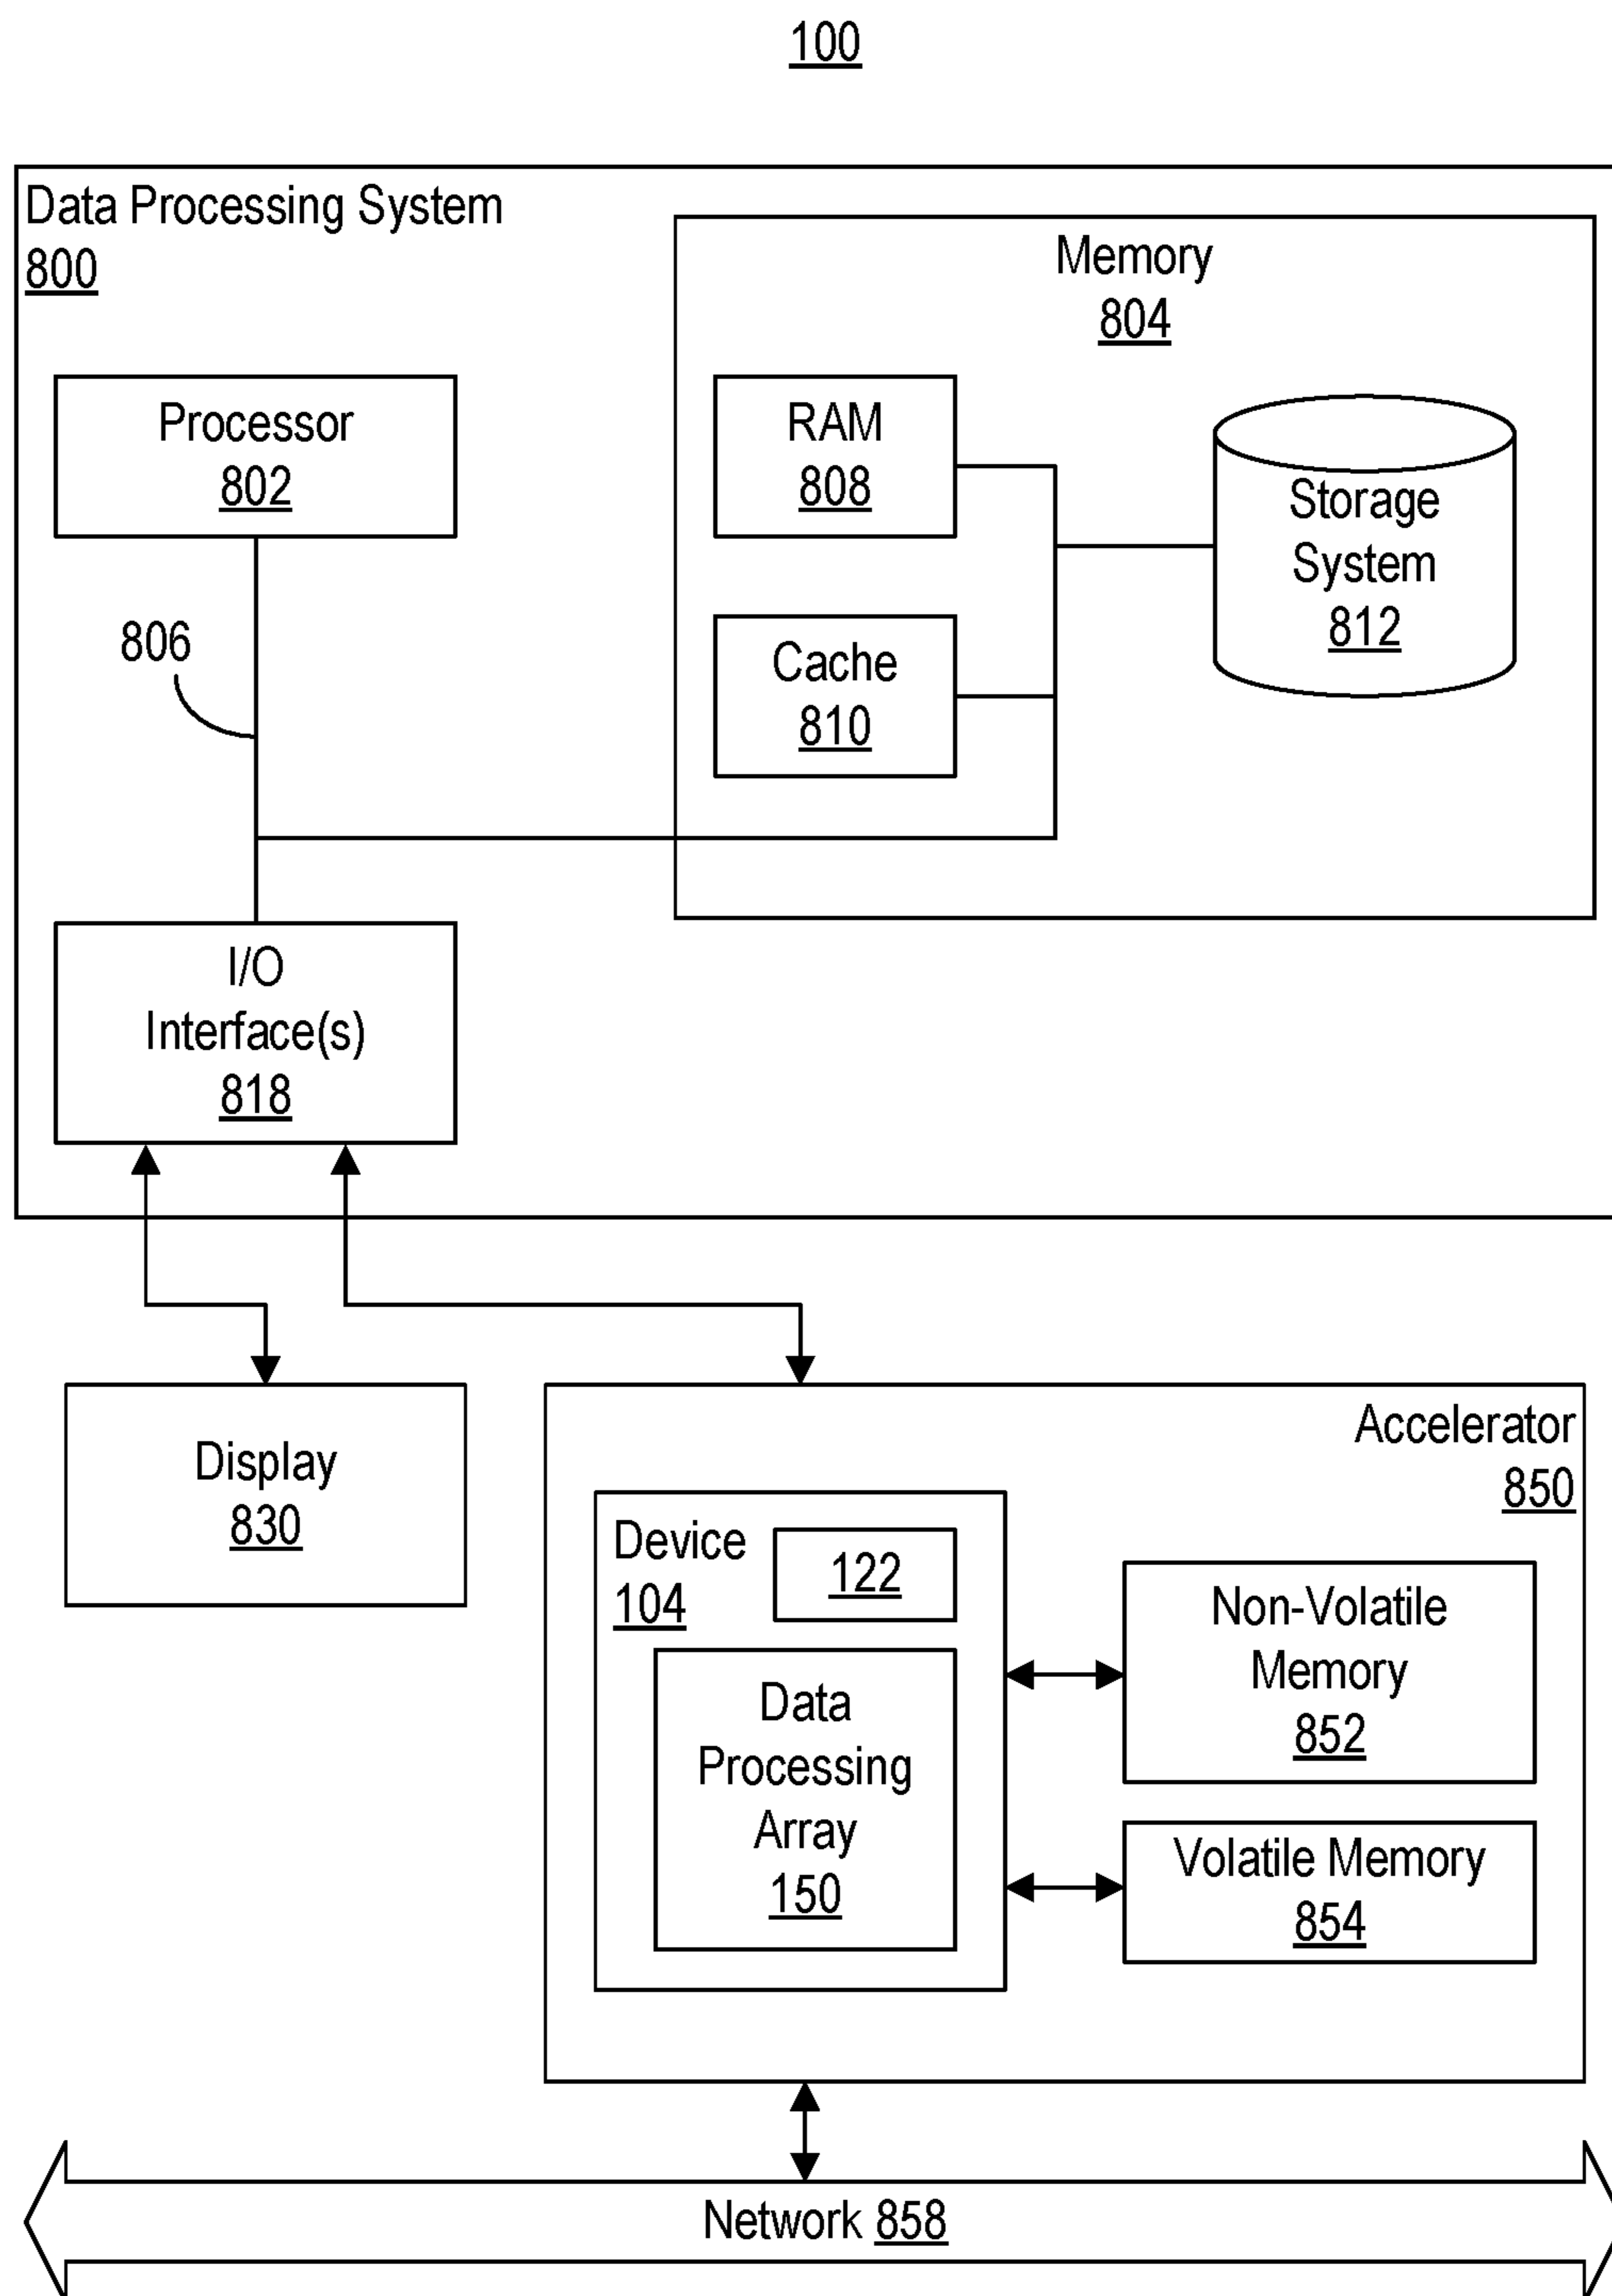 100
Data Processing System
800
Memory
804
Processor
802
RAM
808
Storage
System
812
806
Cache
810
I/O
Interface(s)
818
Display
830
Accelerator
850
Device
104
122
Data
Processing
Array
150
Non-Volatile
Memory
852
Volatile Memory
854
Network 858